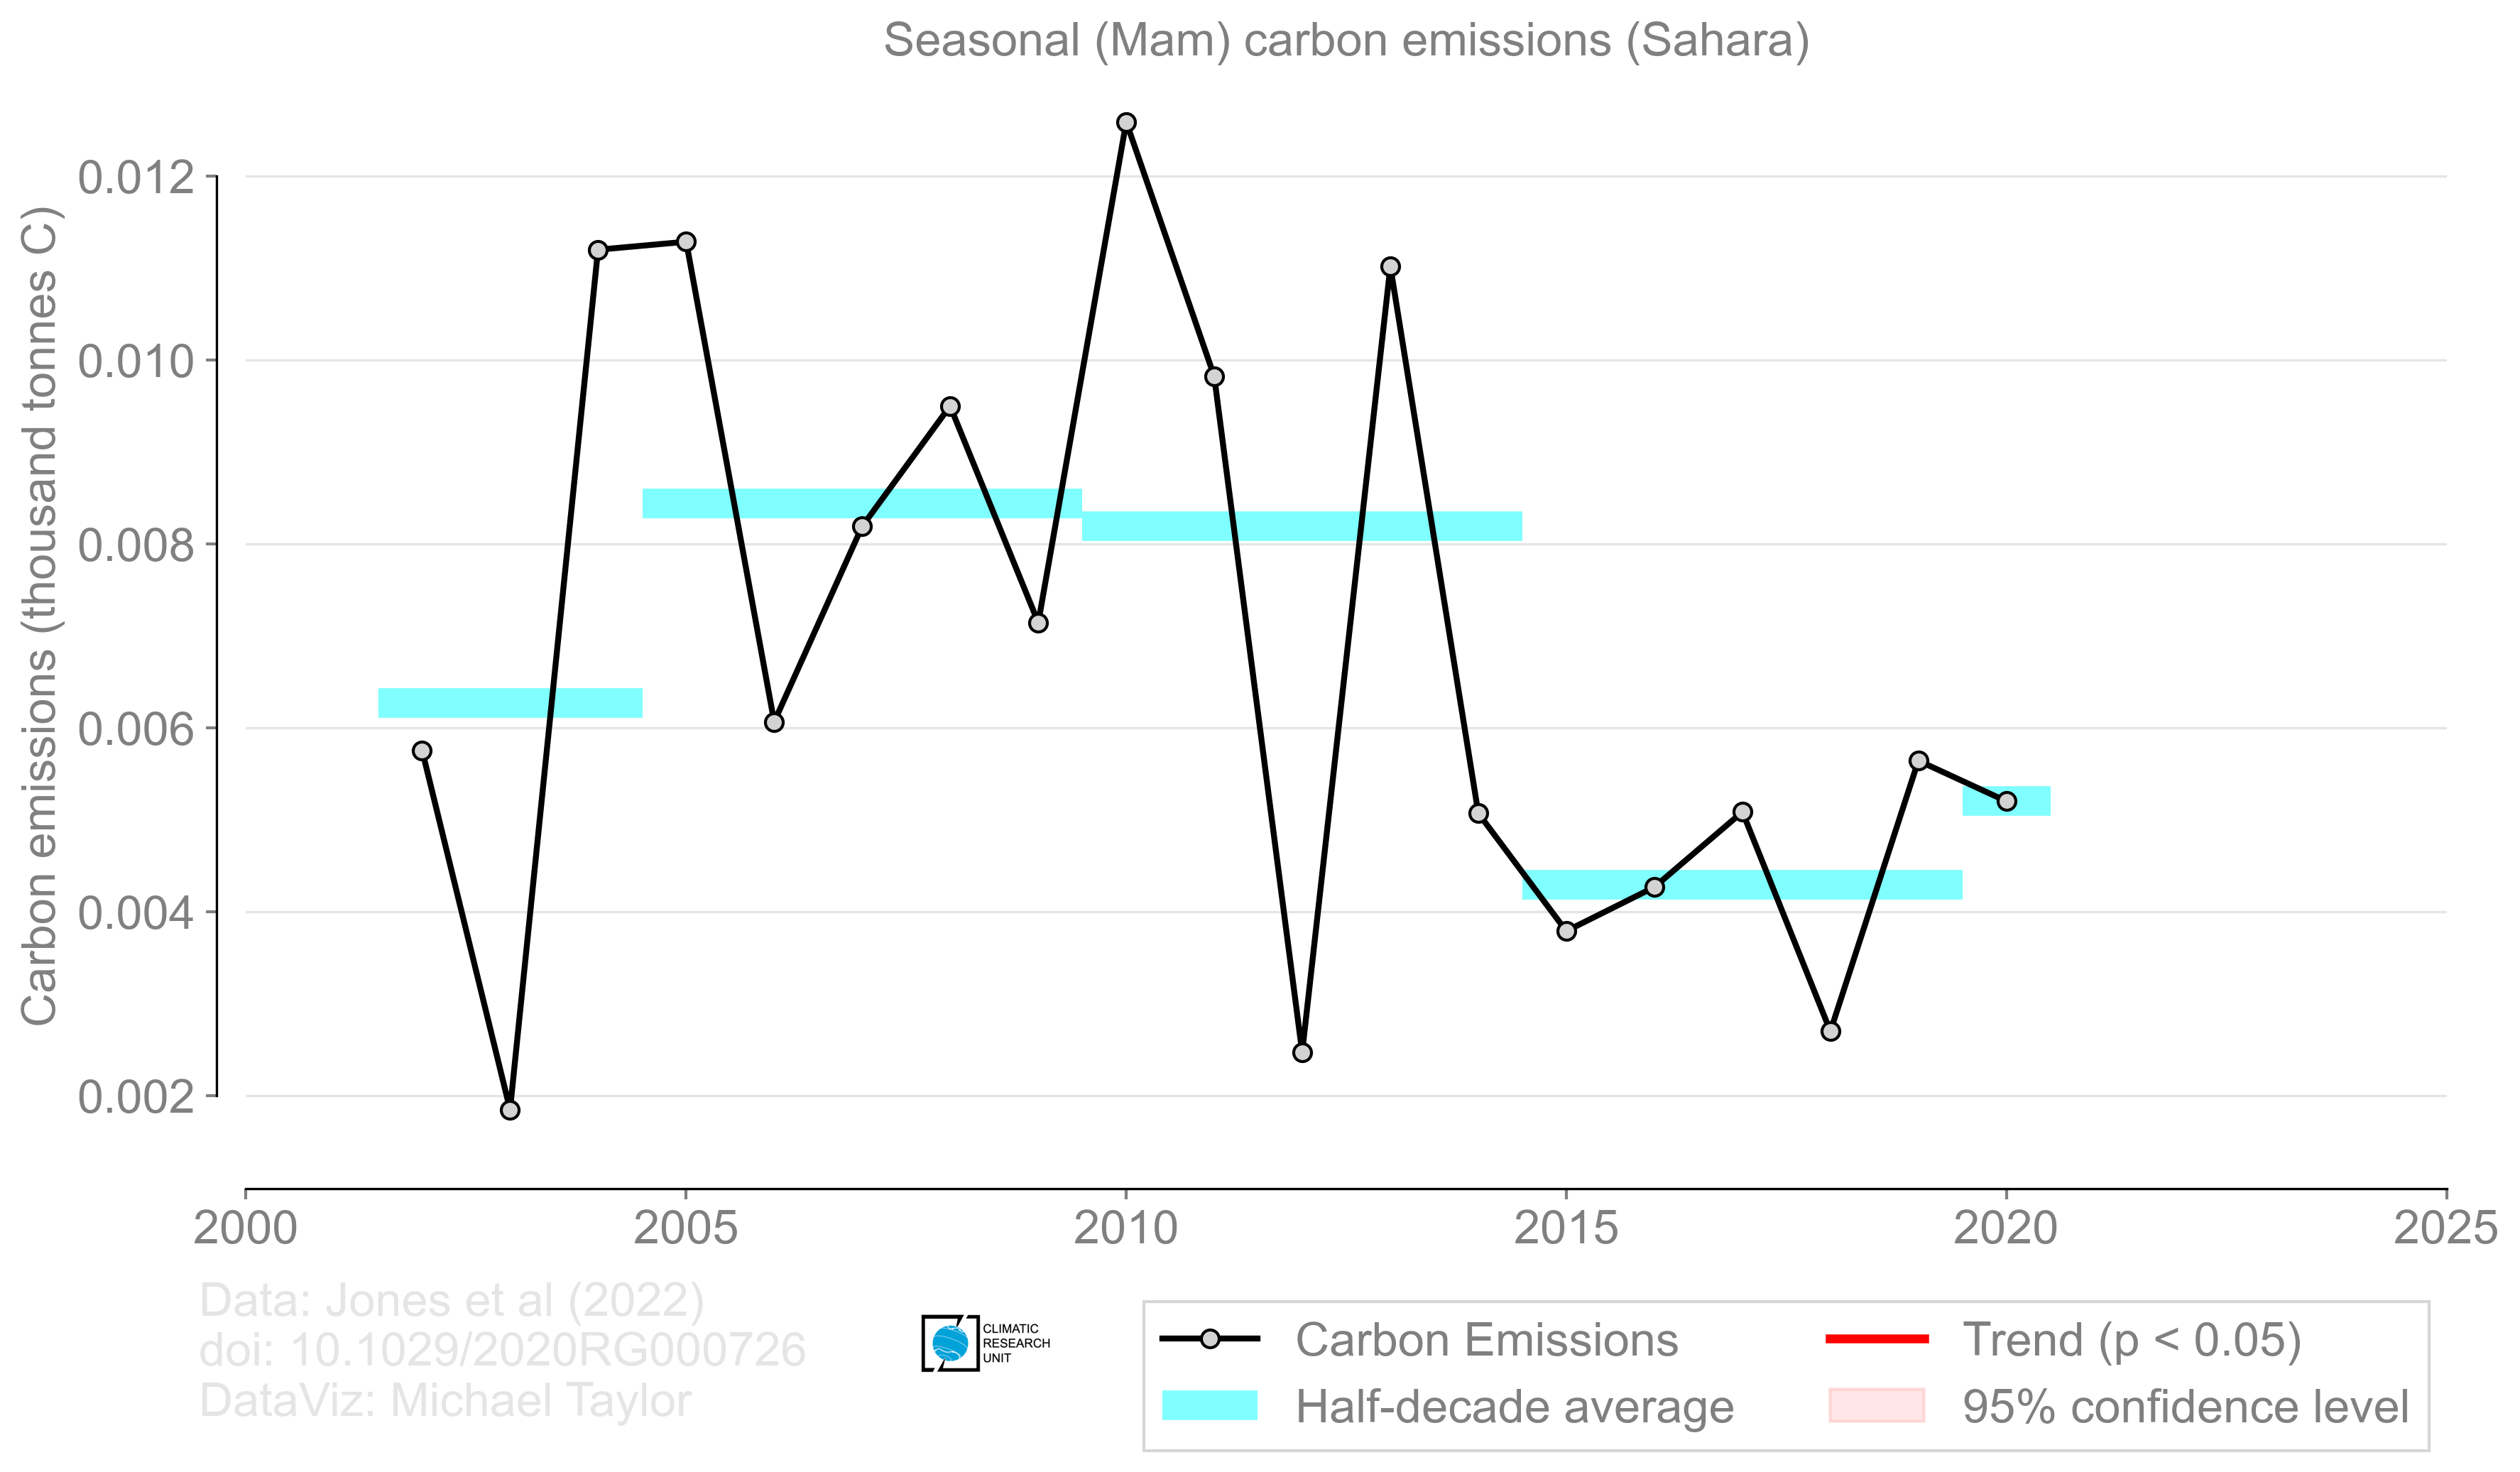 Seasonal (Mam) carbon emissions (Sahara)
Carbon emissions (thousand tonnes C)
0.012
0.010
0.008
0.006
0.004
0.002
2000 2005 2010 2015 2020 2025
Data: Jones et al (2022)
doi: 10.1029/2020RG000726
DataViz: Michael Taylor
CLIMATIC
RESEARCH
UNIT
Carbon Emissions
Half-decade average
Trend (p < 0.05)
95% confidence level